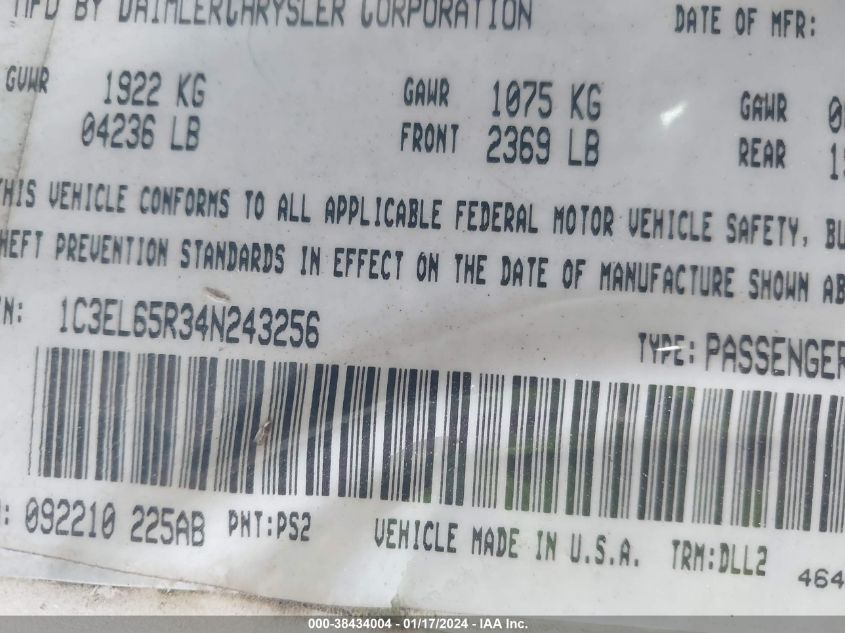 MFD BY DAIMLERCHRYSLER CORPORATION DATE OF MFR:
GVWR 1922 KG GAWR 1075 KG GAWR
04236 LB FRONT 2369 LB REAR
THIS VEHICLE CONFORMS TO ALL APPLICABLE FEDERAL MOTOR VEHICLE SAFETY,
THEFT PREVENTION STANDARDS IN EFFECT ON THE DATE OF MANUFACTURE SHOWN
1C3EL65R34N243256 TYPE: PASSENGER
092210 225AB PNT:PS2 VEHICLE MADE IN U.S.A. TRM:DLL2 464
000-38434004 — 01/17/2024 — IAA Inc.